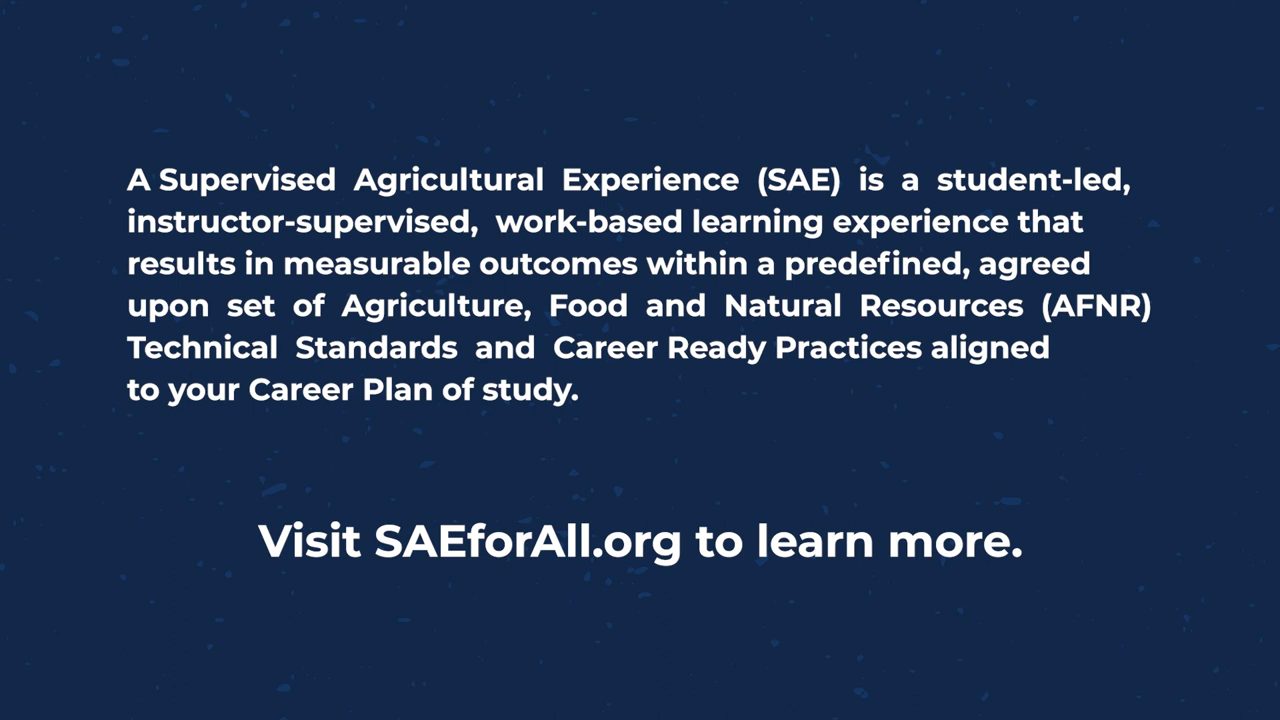 A Supervised Agricultural Experience (SAE) is a student-led,
instructor-supervised, work-based learning experience that
results in measurable outcomes within a predefined, agreed
upon set of Agriculture, Food and Natural Resources (AFNR)
Technical Standards and Career Ready Practices aligned
to your Career Plan of study.
Visit SAEforAll.org to learn more.